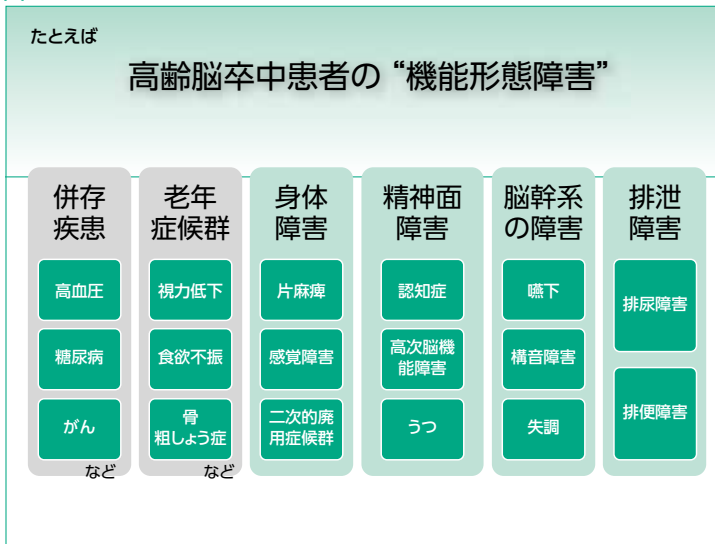 たとえば
高齢脳卒中患者の“機能形態障害”
併存
疾患
高血圧
糖尿病
がん
など
老年
症候群
視力低下
食欲不振
骨
粗しょう症
など
身体
障害
片麻痺
感覚障害
二次的廃
用症候群
精神面
障害
認知症
高次脳機
能障害
うつ
脳幹系
の障害
嚥下
構音障害
失調
排泄
障害
排尿障害
排便障害